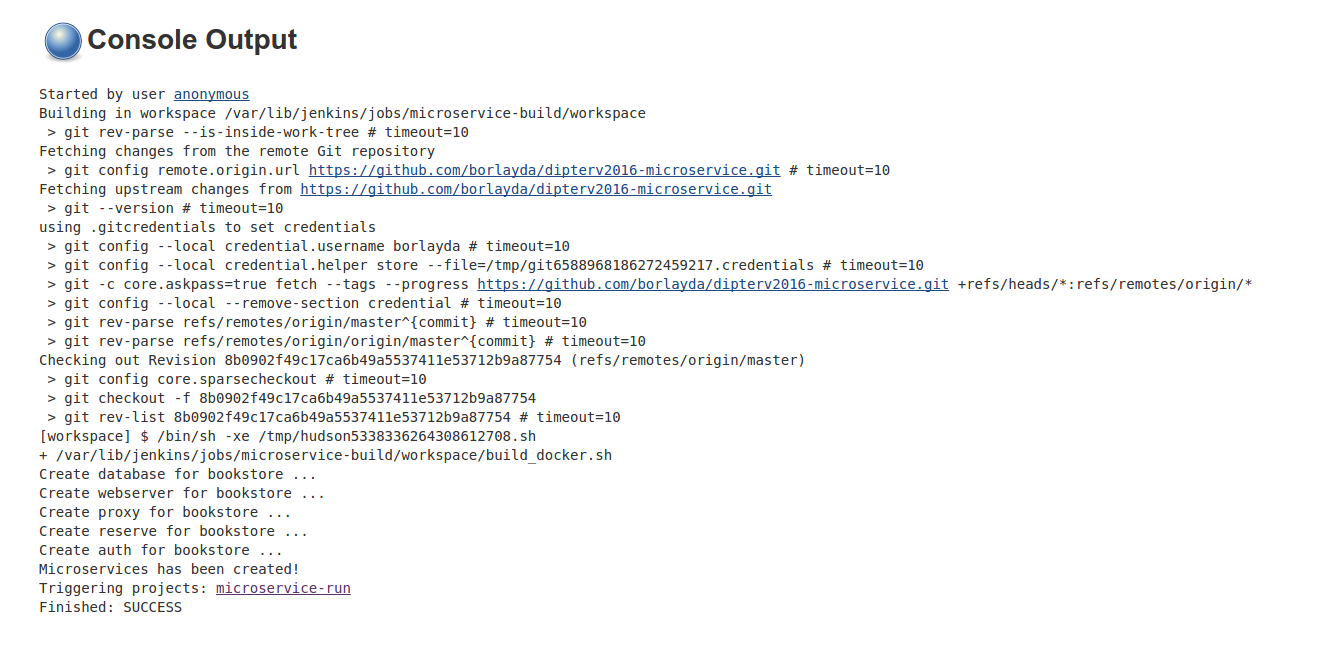 Console Output
Started by user anonymous
Building in workspace /var/lib/jenkins/jobs/microservice-build/workspace
 > git rev-parse --is-inside-work-tree # timeout=10
Fetching changes from the remote Git repository
 > git config remote.origin.url https://github.com/borlayda/dipterv2016-microservice.git # timeout=10
Fetching upstream changes from https://github.com/borlayda/dipterv2016-microservice.git
 > git --version # timeout=10
using .gitcredentials to set credentials
 > git config --local credential.username borlayda # timeout=10
 > git config --local credential.helper store --file=/tmp/git6588968186272459217.credentials # timeout=10
 > git -c core.askpass=true fetch --tags --progress https://github.com/borlayda/dipterv2016-microservice.git +refs/heads/*:refs/remotes/origin/*
 > git config --local --remove-section credential # timeout=10
 > git rev-parse refs/remotes/origin/master^{commit} # timeout=10
 > git rev-parse refs/remotes/origin/origin/master^{commit} # timeout=10
Checking out Revision 8b0902f49c17ca6b49a5537411e53712b9a87754 (refs/remotes/origin/master)
 > git config core.sparsecheckout # timeout=10
 > git checkout -f 8b0902f49c17ca6b49a5537411e53712b9a87754
 > git rev-list 8b0902f49c17ca6b49a5537411e53712b9a87754 # timeout=10
[workspace] $ /bin/sh -xe /tmp/hudson5338336264308612708.sh
+ /var/lib/jenkins/jobs/microservice-build/workspace/build_docker.sh
Create database for bookstore ...
Create webserver for bookstore ...
Create proxy for bookstore ...
Create reserve for bookstore ...
Create auth for bookstore ...
Microservices has been created!
Triggering projects: microservice-run
Finished: SUCCESS